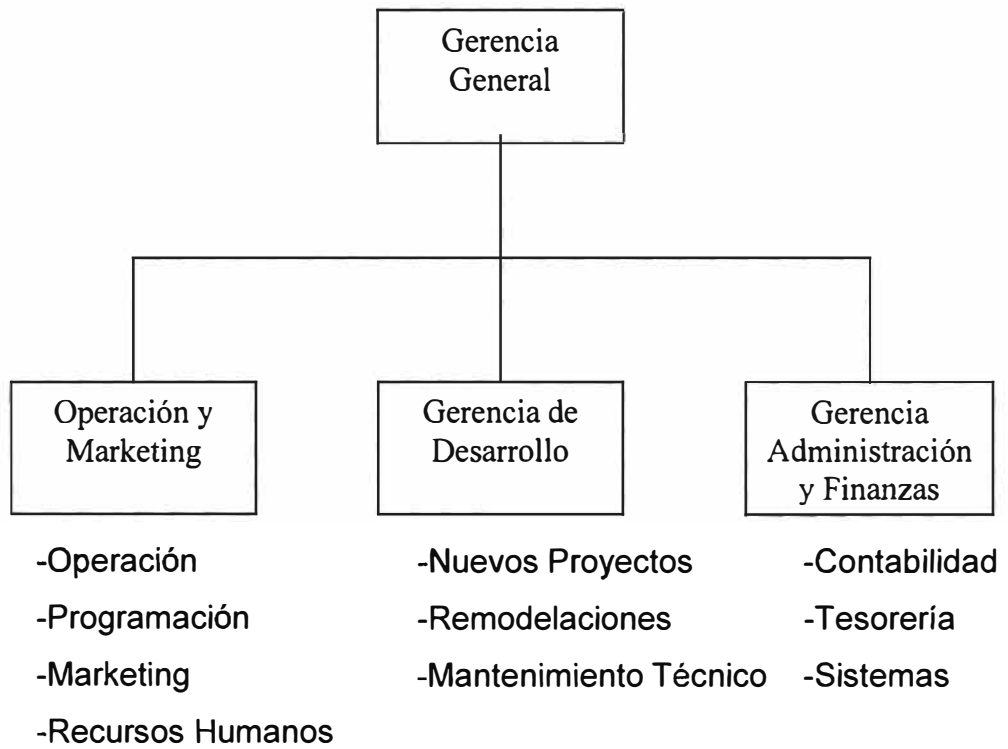 Gerencia
General
Operación y
Marketing
Gerencia de
Desarrollo
Gerencia
Administración
y Finanzas
-Operación
-Programación
-Marketing
-Recursos Humanos
-Nuevos Proyectos
-Remodelaciones
-Mantenimiento Técnico
-Contabilidad
-Tesorería
-Sistemas